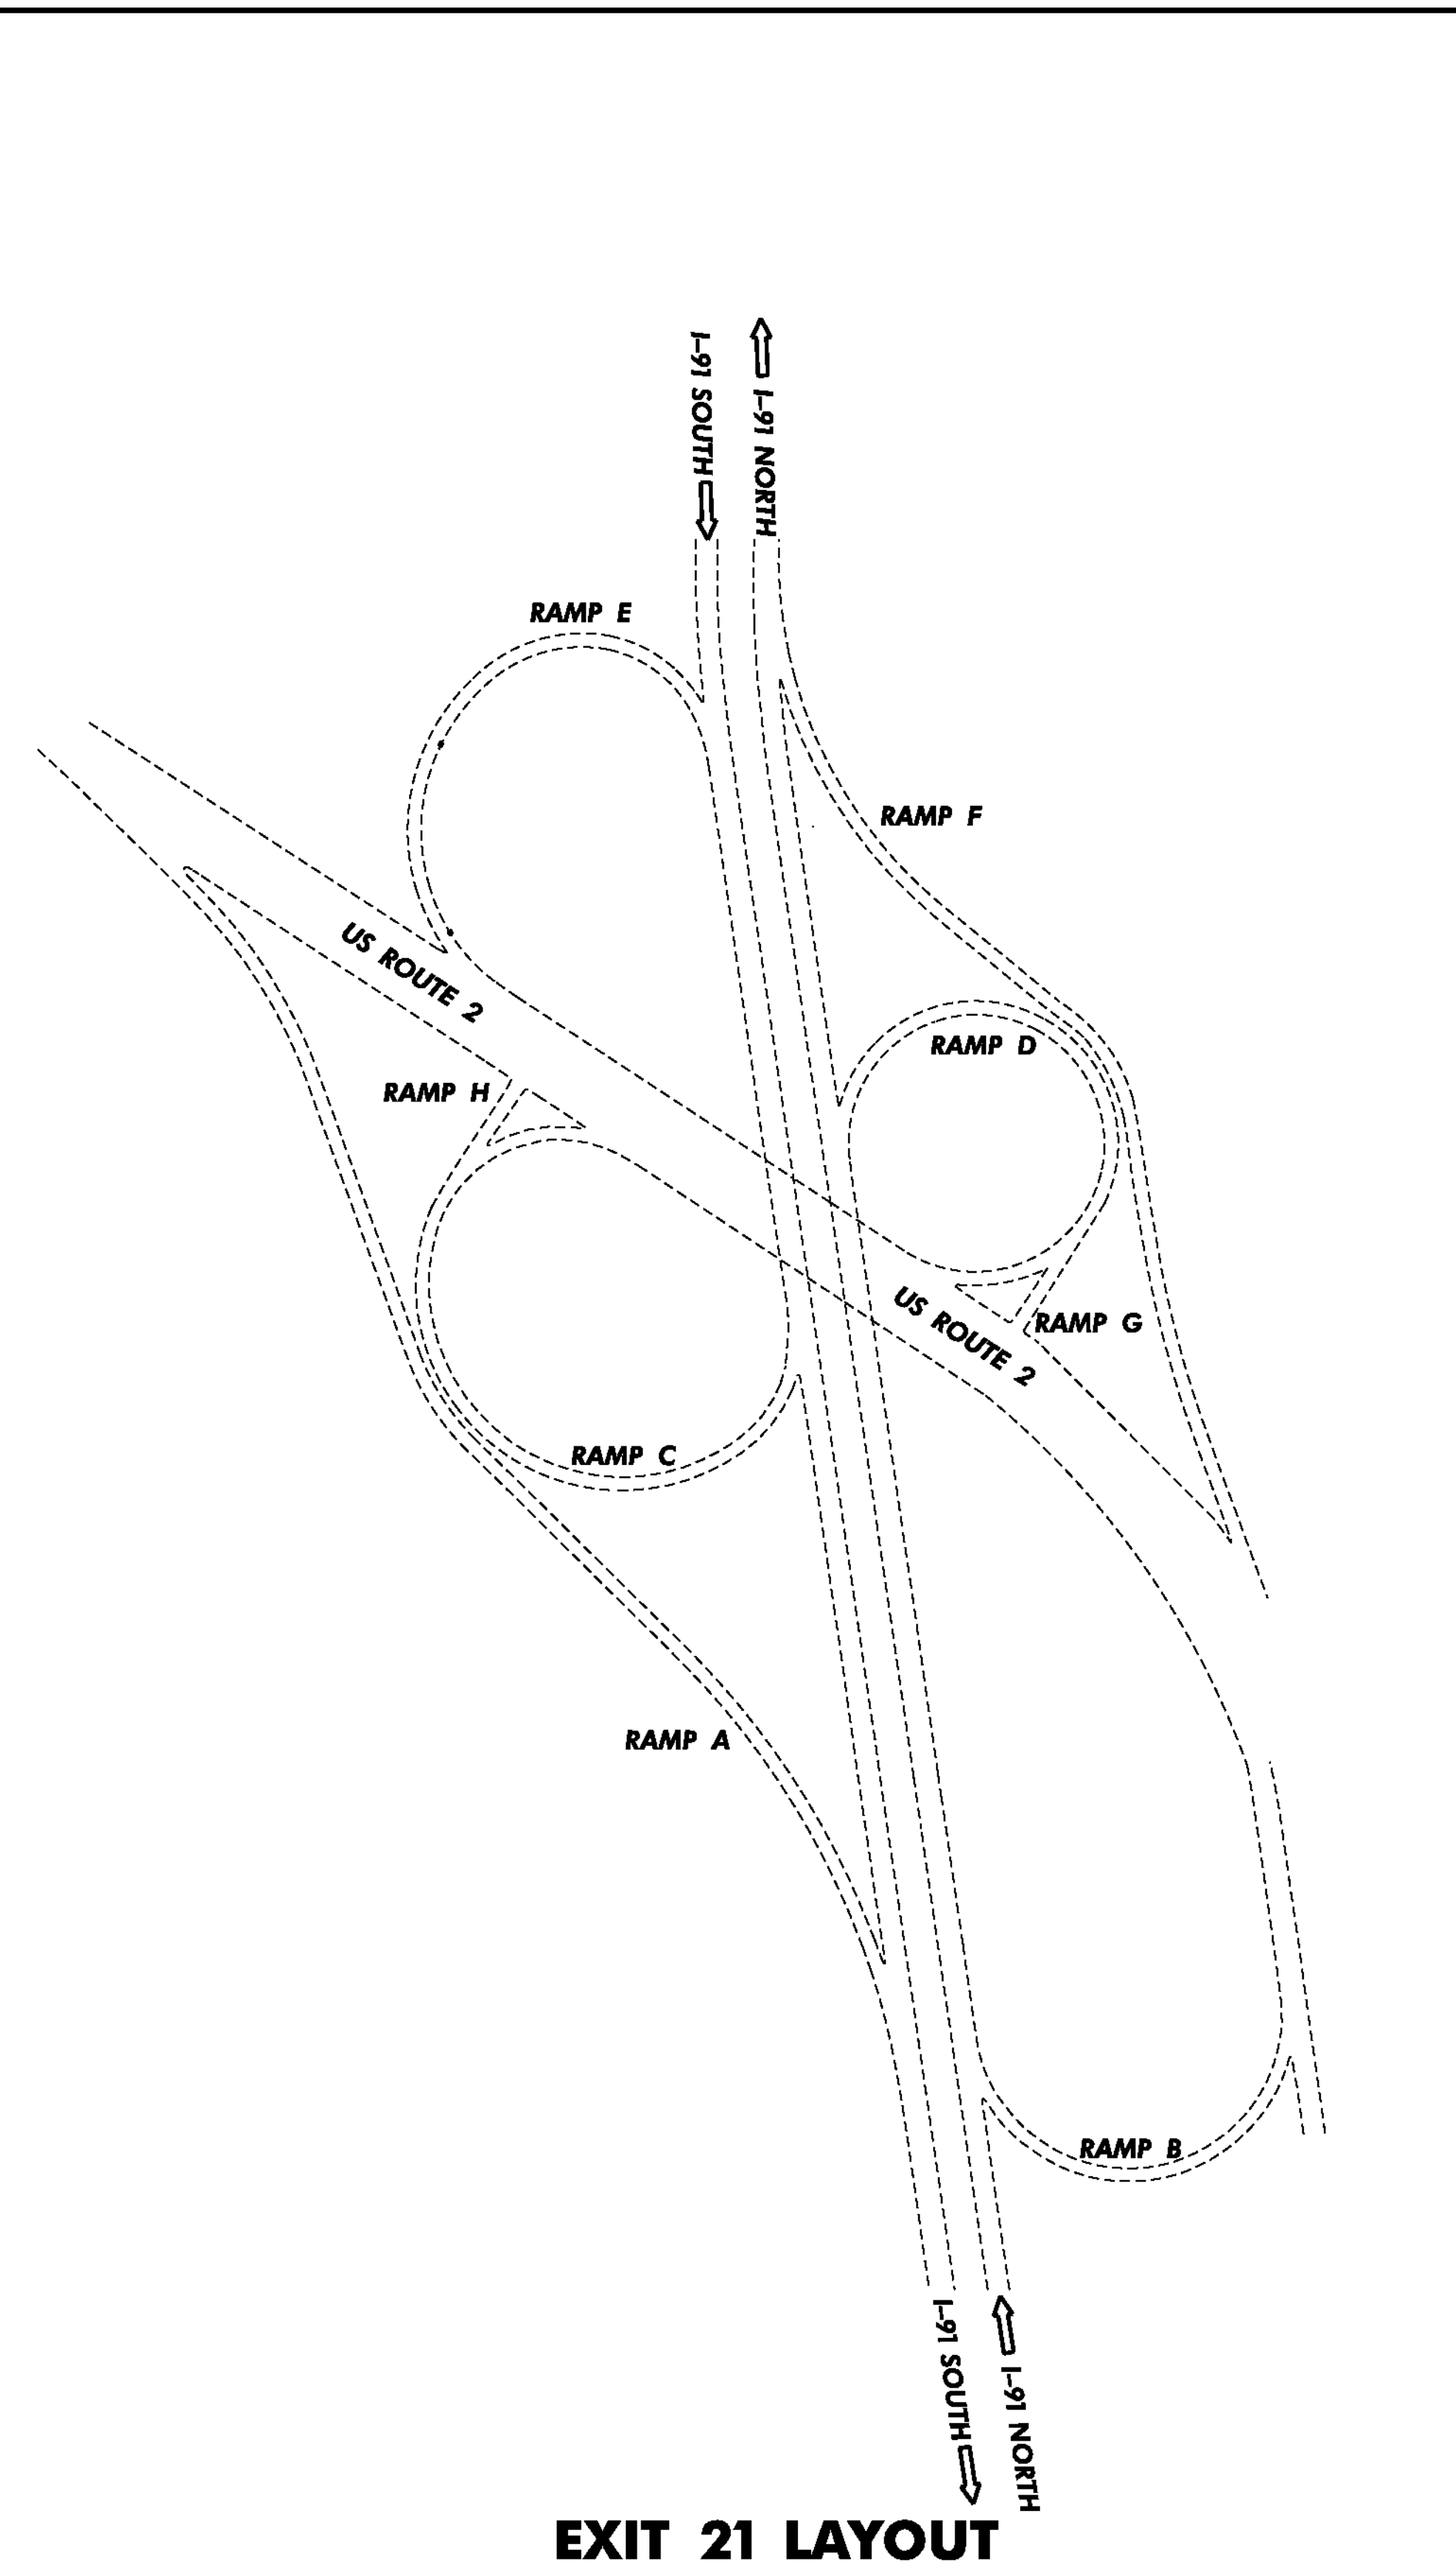 I-91 SOUTH
I-91 NORTH
RAMP E
RAMP F
US ROUTE 2
RAMP D
RAMP H
US ROUTE 2
RAMP G
RAMP C
RAMP A
RAMP B
I-91 SOUTH
I-91 NORTH
EXIT 21 LAYOUT